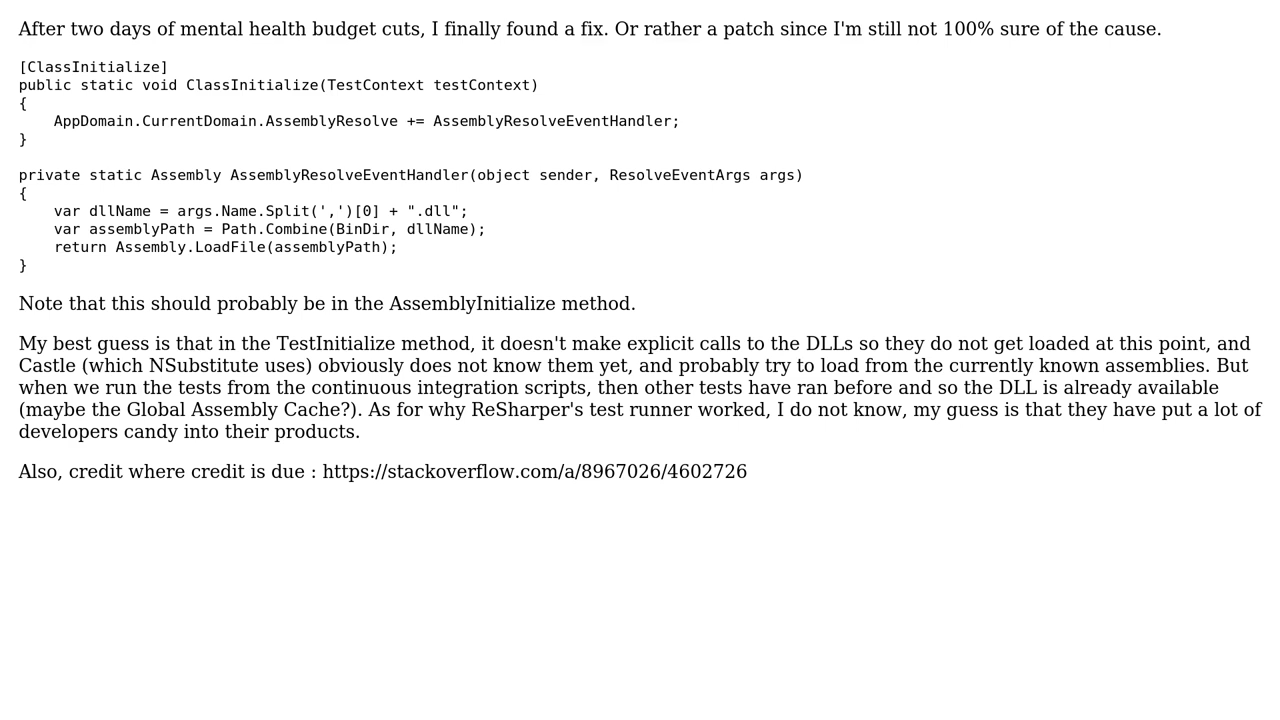 After two days of mental health budget cuts, I finally found a fix. Or rather a patch since I'm still not 100% sure of the cause.
[ClassInitialize]
public static void ClassInitialize(TestContext testContext)
{
    AppDomain.CurrentDomain.AssemblyResolve += AssemblyResolveEventHandler;
}
private static Assembly AssemblyResolveEventHandler(object sender, ResolveEventArgs args)
{
    var dllName = args.Name.Split(',')[0] + ".dll";
    var assemblyPath = Path.Combine(BinDir, dllName);
    return Assembly.LoadFile(assemblyPath);
}
Note that this should probably be in the AssemblyInitialize method.
My best guess is that in the TestInitialize method, it doesn't make explicit calls to the DLLs so they do not get loaded at this point, and
Castle (which NSubstitute uses) obviously does not know them yet, and probably try to load from the currently known assemblies. But
when we run the tests from the continuous integration scripts, then other tests have ran before and so the DLL is already available
(maybe the Global Assembly Cache?). As for why ReSharper's test runner worked, I do not know, my guess is that they have put a lot of
developers candy into their products.
Also, credit where credit is due : https://stackoverflow.com/a/8967026/4602726